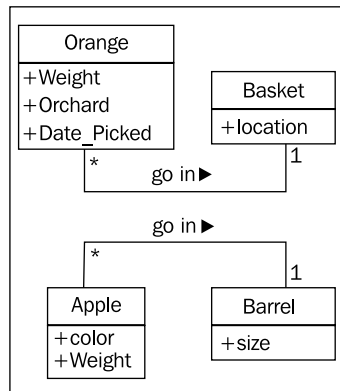 Orange
+Weight
+Orchard
+Date_Picked
Basket
+location
*
1
go in▶
go in▶
*
1
Apple
+color
+Weight
Barrel
+size